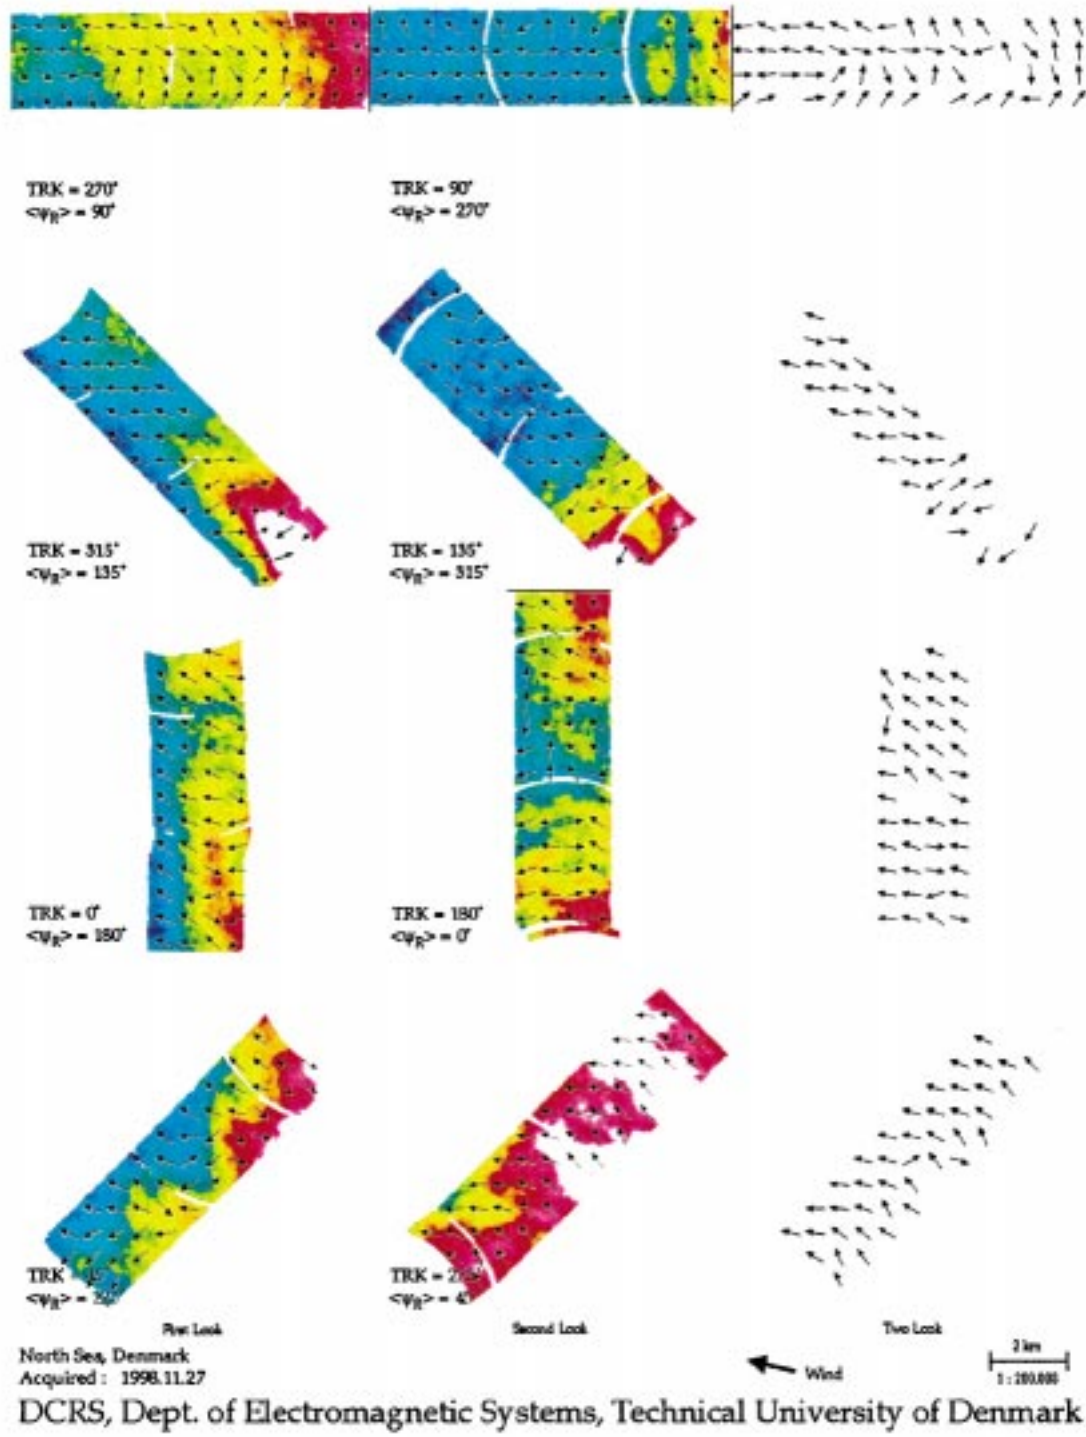 TRK = 270°
<ψR> = 90°
TRK = 90°
<ψR> = 270°
TRK = 315°
<ψR> = 135°
TRK = 135°
<ψR> = 315°
TRK = 0°
<ψR> = 180°
TRK = 180°
<ψR> = 0°
TRK
<ψR> =
TRK =
<ψR> =
First Look
Second Look
Two Look
North Sea, Denmark
Acquired : 1998.11.27
Wind
2 km
1 : 200.000
DCRS, Dept. of Electromagnetic Systems, Technical University of Denmark